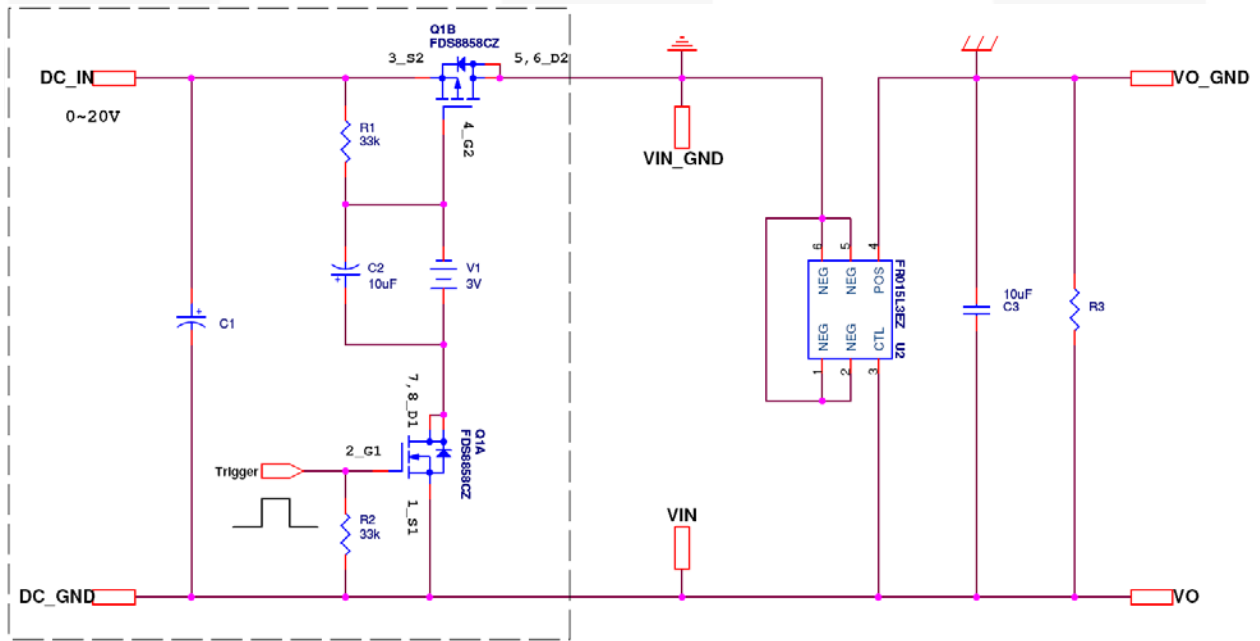 Q1B
FDS8858CZ
3_S2
5,6_D2
DC_IN
0~20V
VO_GND
R1
33k
4_G2
VIN_GND
C2
10uF
V1
3V
C1
6
5
4
NEG
NEG
POS
NEG
NEG
CTL
1
2
3
FR015L3EZ U2
10uF
C3
R3
7,8_D1
Q1A
FDS8858CZ
2_G1
Trigger
1_S1
R2
33k
VIN
DC_GND
VO